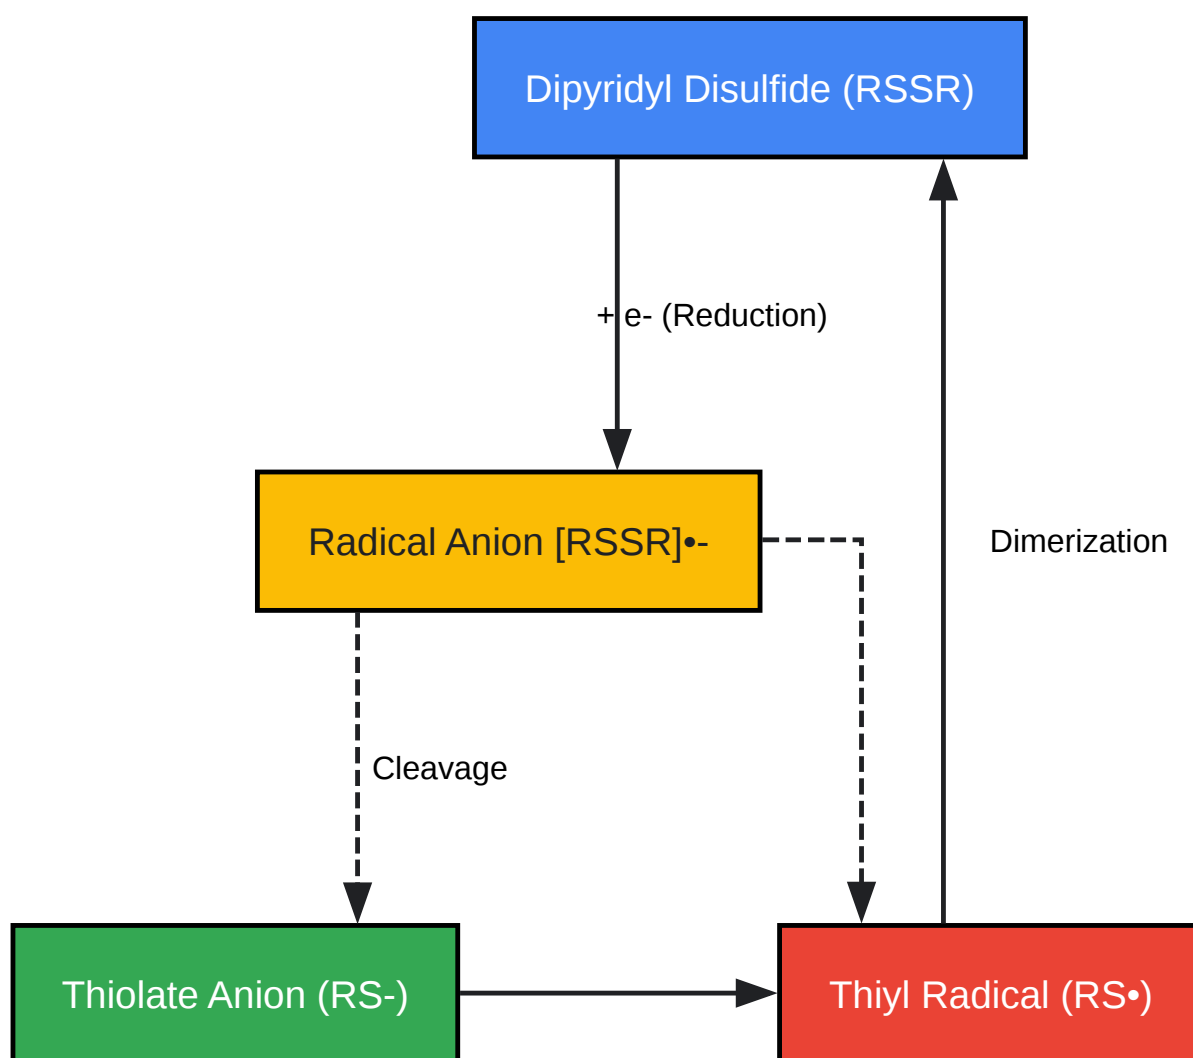 Dipyridyl Disulfide (RSSR)
+ e- (Reduction)
Radical Anion [RSSR]•-
Dimerization
Cleavage
Thiolate Anion (RS-)
Thiyl Radical (RS•)